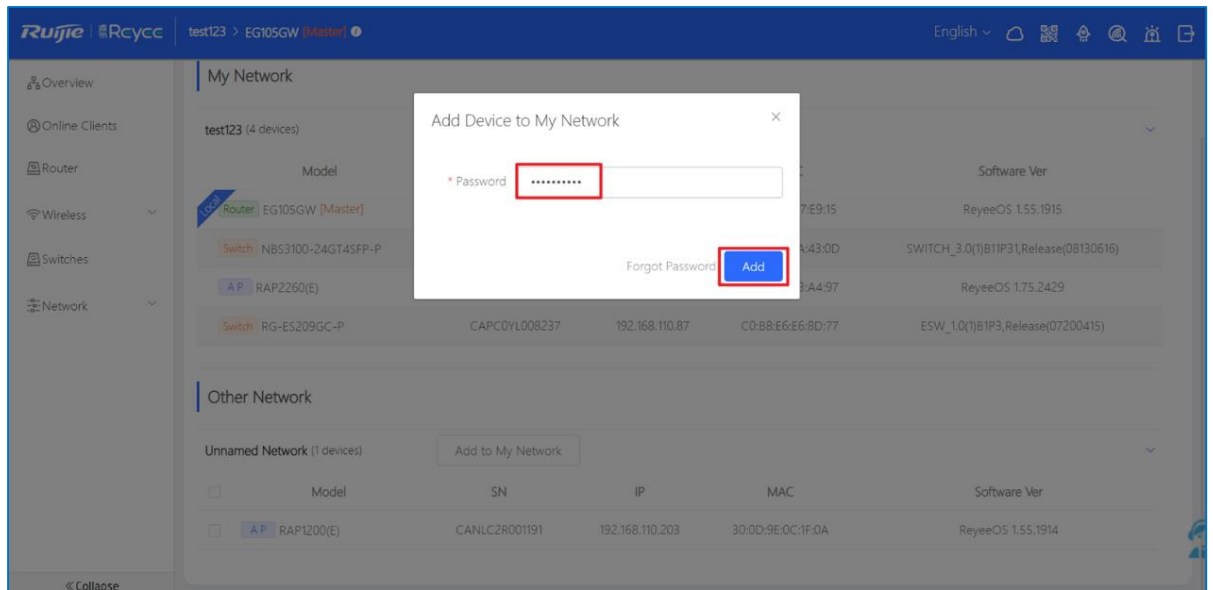 Ruijie Rcycc test123 > EG105GW [Master] English
Overview
Online Clients
Router
Wireless
Switches
Network
« Collapse
My Network
test123 (4 devices)
Model Software Ver
Local Router EG105GW [Master] 7:E9:15 ReyeeOS 1.55.1915
Switch NBS3100-24GT4SFP-P A:43:0D SWITCH_3.0(1)B11P31,Release(08130616)
AP RAP2260(E) 3:A4:97 ReyeeOS 1.75.2429
Switch RG-ES209GC-P CAPC0YL008237 192.168.110.87 C0:B8:E6:E6:8D:77 ESW_1.0(1)B1P3,Release(07200415)
Add Device to My Network
* Password ••••••••••
Forgot Password Add
Other Network
Unnamed Network (1 devices) Add to My Network
Model SN IP MAC Software Ver
AP RAP1200(E) CANLC2R001191 192.168.110.203 30:0D:9E:0C:1F:0A ReyeeOS 1.55.1914